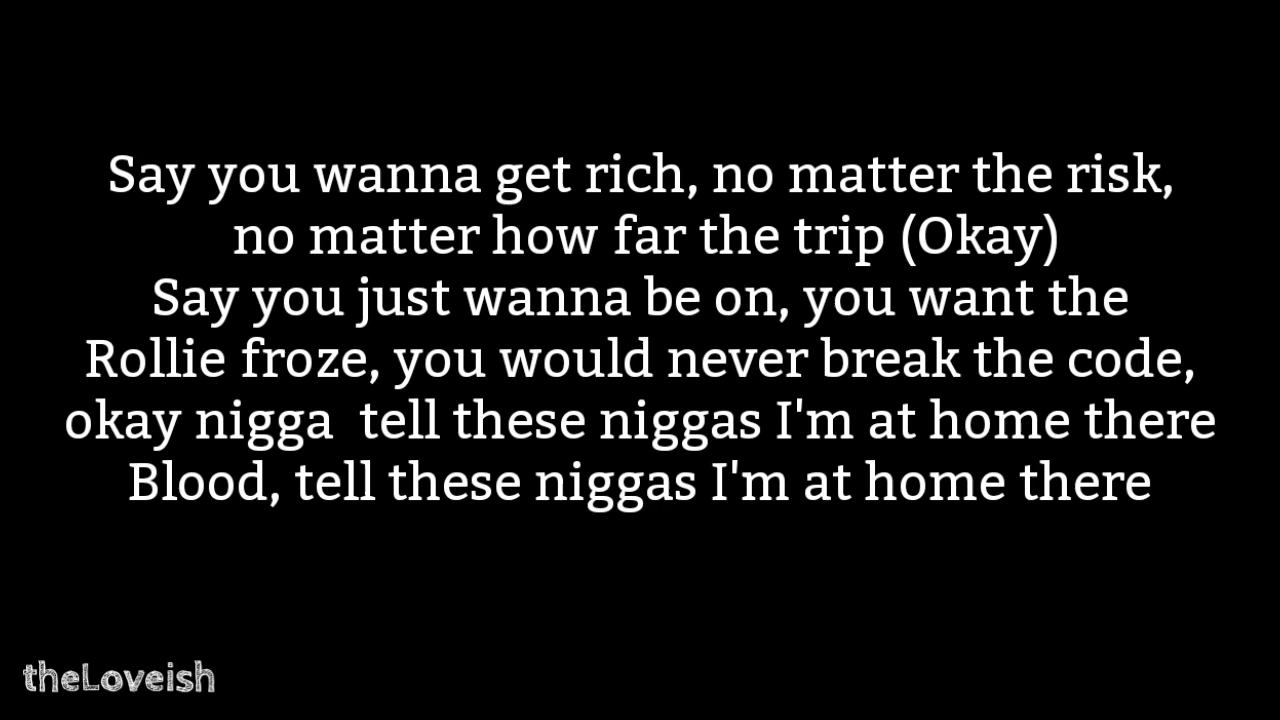 Say you wanna get rich, no matter the risk,
no matter how far the trip (Okay)
Say you just wanna be on, you want the
Rollie froze, you would never break the code,
okay nigga  tell these niggas I'm at home there
Blood, tell these niggas I'm at home there
theLoveish